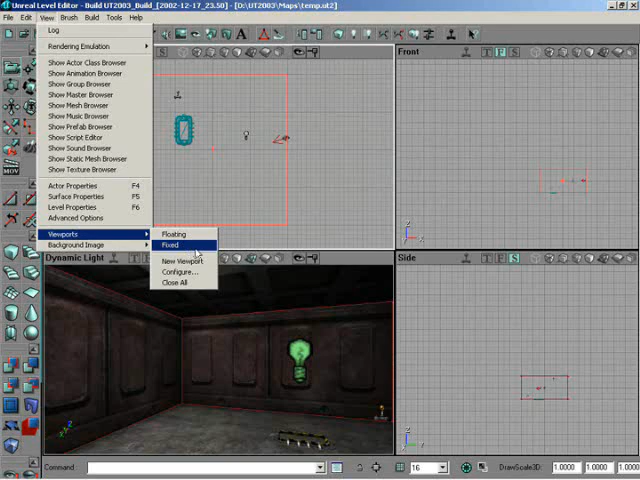 Unreal Level Editor - Build UT2003_Build_[2002-12-17_23.50] - [D:\UT2003\Maps\temp.ut2]
File Edit View Build Brush Tools Help
Log
Rendering Emulation
Show Actor Class Browser
Show Animation Browser
Show Group Browser
Show Master Browser
Show Mesh Browser
Show Music Browser
Show Prefab Browser
Show Script Editor
Show Sound Browser
Show Static Mesh Browser
Show Texture Browser
Actor Properties F4
Surface Properties F5
Level Properties F6
Advanced Options
Viewports
Background Image
Floating
Fixed
New Viewport
Configure...
Close All
S
Front T F S
Dynamic Light T
Side T F S
MOV
Command
16
DrawScale3D: 1.0000 1.0000 1.0000